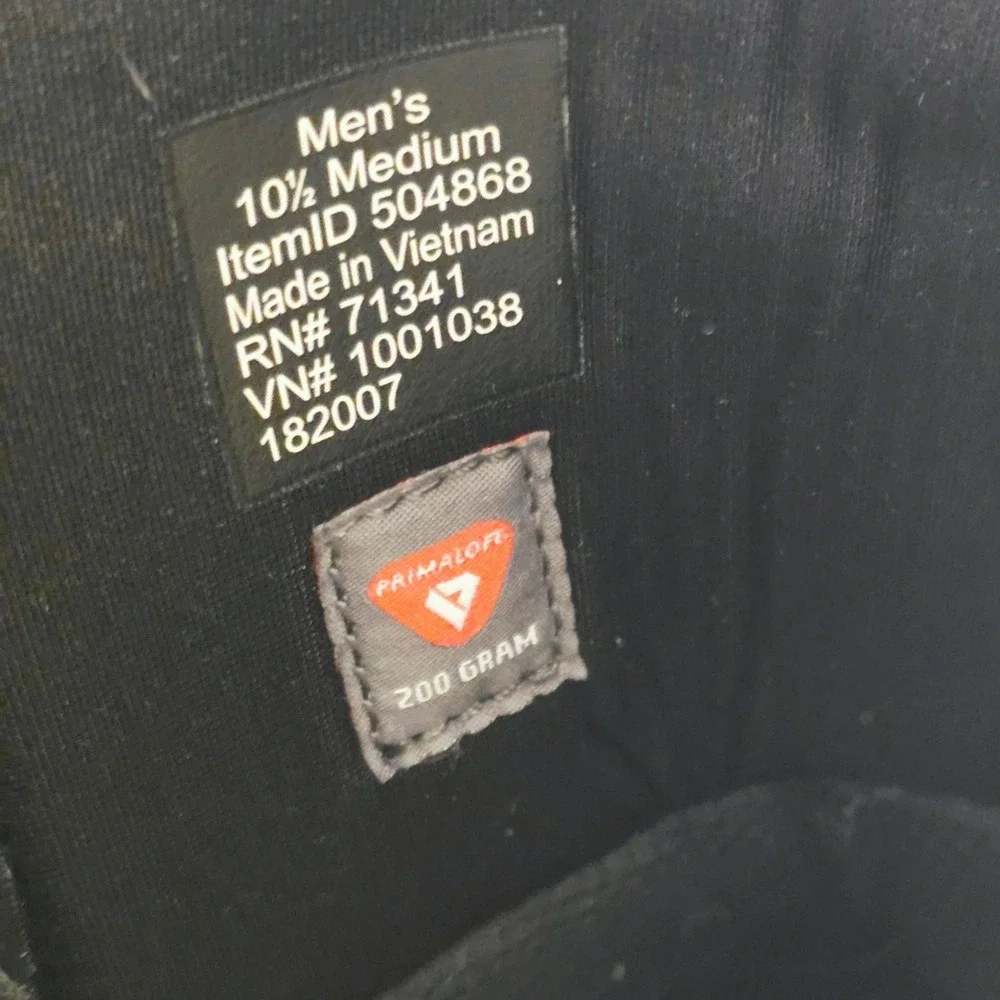 Men's
10½ Medium
ItemID 504868
Made in Vietnam
RN# 71341
VN# 1001038
182007
PRIMALOFT
200 GRAM